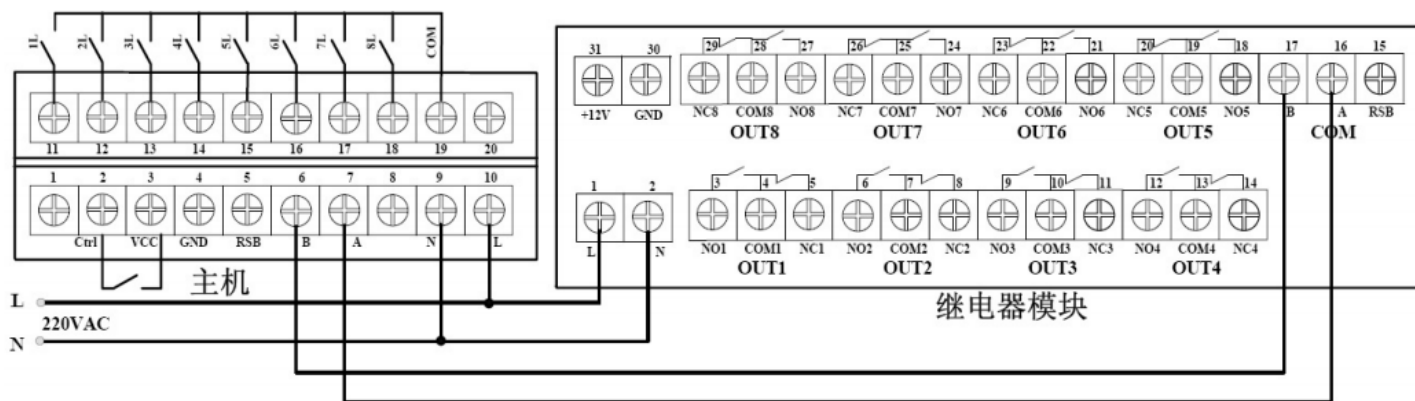 1L 2L 3L 4L 5L 6L 7L 8L COM
11 12 13 14 15 16 17 18 19 20
1 2 3 4 5 6 7 8 9 10
Ctrl VCC GND RSB B A N L
主机
L
220VAC
N
31 30 29 28 27 26 25 24 23 22 21 20 19 18 17 16 15
+12V GND NC8 COM8 NO8 NC7 COM7 NO7 NC6 COM6 NO6 NC5 COM5 NO5 B A RSB
OUT8 OUT7 OUT6 OUT5 COM
1 2 3 4 5 6 7 8 9 10 11 12 13 14
L N NO1 COM1 NC1 NO2 COM2 NC2 NO3 COM3 NC3 NO4 COM4 NC4
OUT1 OUT2 OUT3 OUT4
继电器模块